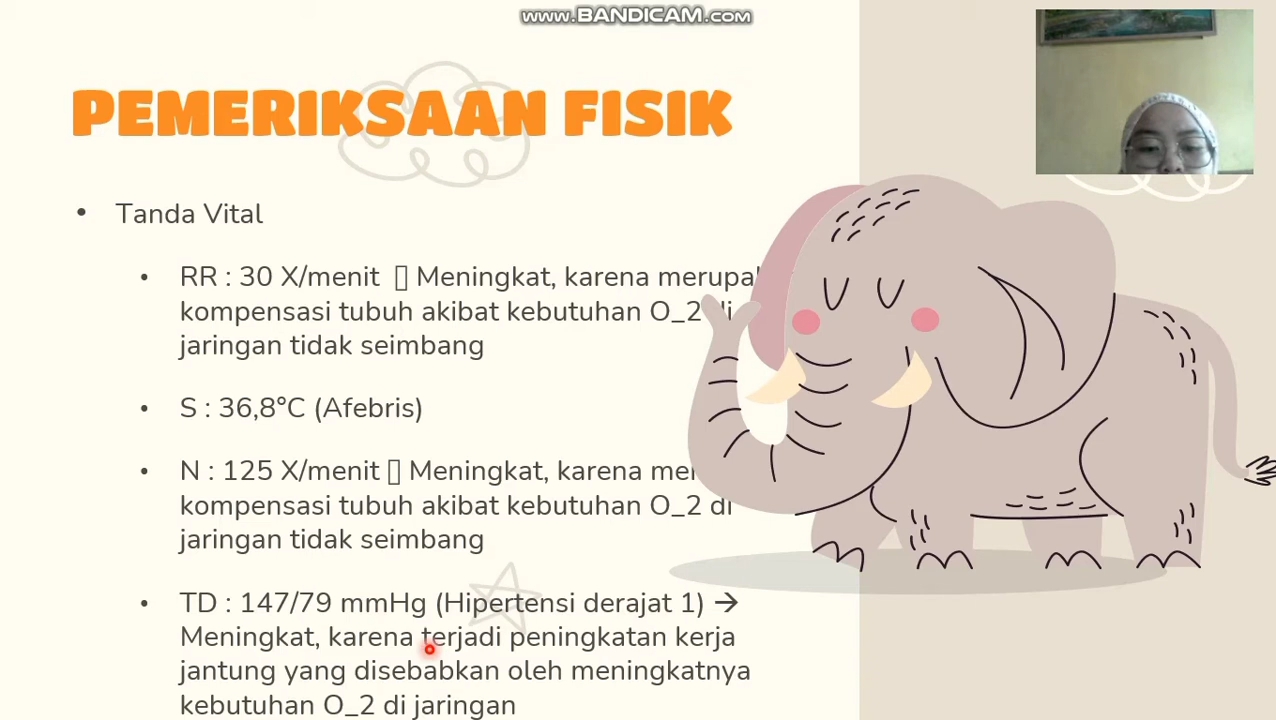 www.BANDICAM.com
PEMERIKSAAN FISIK
• Tanda Vital
• RR : 30 X/menit Meningkat, karena
kompensasi tubuh akibat kebutuhan O_2 di
jaringan tidak seimbang
• S : 36,8°C (Afebris)
• N : 125 X/menit Meningkat, karena
kompensasi tubuh akibat kebutuhan O_2 di
jaringan tidak seimbang
• TD : 147/79 mmHg (Hipertensi derajat 1) →
Meningkat, karena terjadi peningkatan kerja
jantung yang disebabkan oleh meningkatnya
kebutuhan O_2 di jaringan